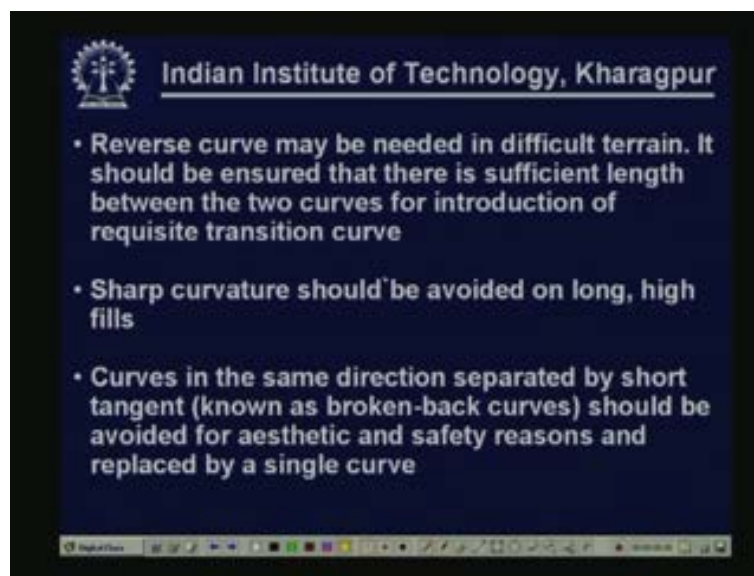 Indian Institute of Technology, Kharagpur
• Reverse curve may be needed in difficult terrain. It
should be ensured that there is sufficient length
between the two curves for introduction of
requisite transition curve
• Sharp curvature should be avoided on long, high
fills
• Curves in the same direction separated by short
tangent (known as broken-back curves) should be
avoided for aesthetic and safety reasons and
replaced by a single curve